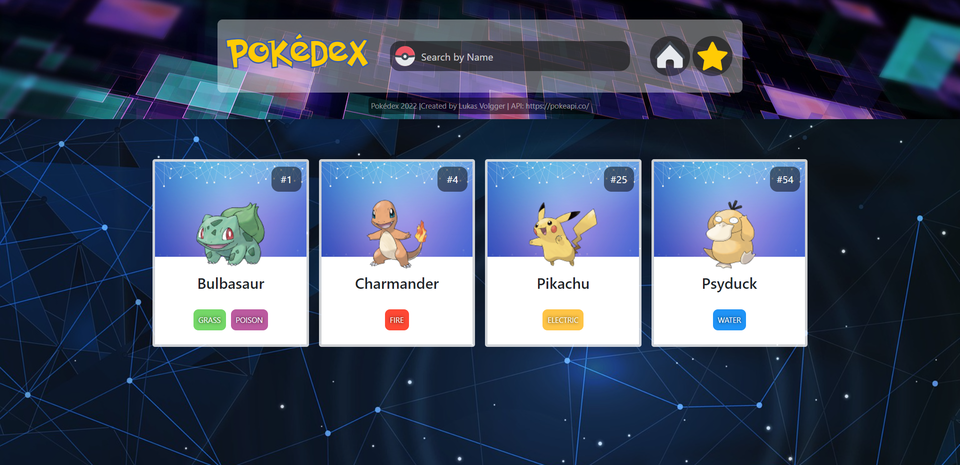 POKÉDEX
Search by Name
Pokédex 2022 |Created by Lukas Volgger | API: https://pokeapi.co/
#1
Bulbasaur
GRASS POISON
#4
Charmander
FIRE
#25
Pikachu
ELECTRIC
#54
Psyduck
WATER